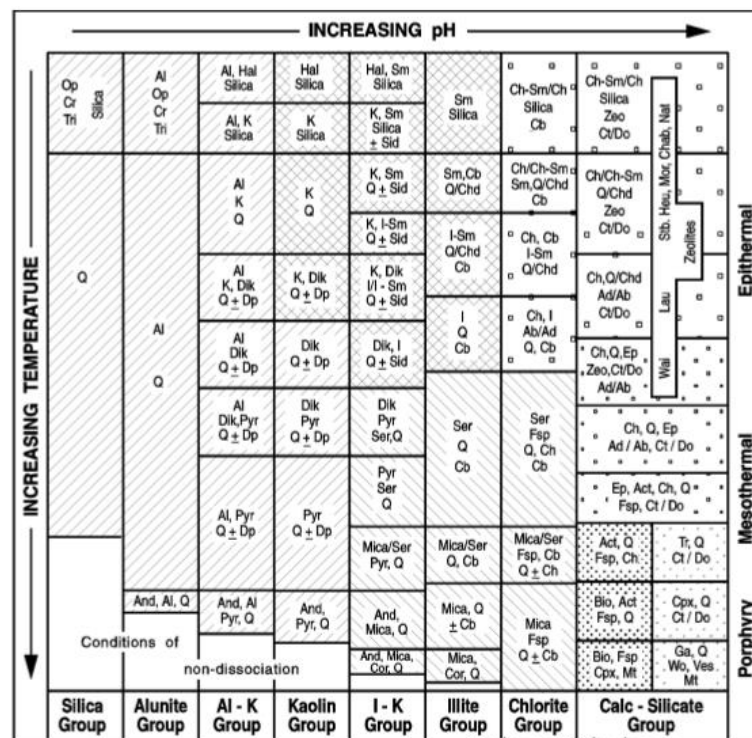 INCREASING pH
INCREASING TEMPERATURE
Op
Cr
Tri
Silica
Q
Conditions of
non-dissociation
Al
Op
Cr
Tri
Al
Q
And, Al, Q
Al, Hal
Silica
Al, K
Silica
Al
K
Q
Al
K, Dik
Q ± Dp
Al
Dik
Q ± Dp
Al
Dik,Pyr
Q ± Dp
Al, Pyr
Q ± Dp
And, Al
Pyr, Q
Hal
Silica
K
Silica
K
Q
K, Dik
Q ± Dp
Dik
Q ± Dp
Dik
Pyr
Q ± Dp
Pyr
Q ± Dp
And,
Pyr, Q
Hal, Sm
Silica
K, Sm
Silica
± Sid
K, Sm
Q ± Sid
K, I-Sm
Q ± Sid
K, Dik
I/I - Sm
Q ± Sid
Dik, I
Q ± Sid
Dik
Pyr
Ser,Q
Pyr
Ser
Q
Mica/Ser
Pyr, Q
And,
Mica, Q
And, Mica,
Cor, Q
Sm
Silica
Sm,Cb
Q/Chd
I-Sm
Q/Chd
Cb
I
Q
Cb
Ser
Q
Cb
Mica/Ser
Q, Cb
Mica, Q
± Cb
Mica,
Cor, Q
Ch-Sm/Ch
Silica
Cb
Ch/Ch-Sm
Sm,Q/Chd
Cb
Ch, Cb
I-Sm
Q/Chd
Ch, I
Ab/Ad
Q, Cb
Ser
Fsp
Q, Ch
Cb
Mica/Ser
Fsp, Cb
Q ± Ch
Mica
Fsp
Q ± Cb
Ch-Sm/Ch
Silica
Zeo
Ct/Do
Ch/Ch-Sm
Q/Chd
Zeo
Ct/Do
Ch,Q/Chd
Ad/Ab
Ct/Do
Ch,Q,Ep
Zeo,Ct/Do
Ad/Ab
Stb. Heu, Mor, Chab, Nat
Lau
Wai
Zeolites
Ch, Q, Ep
Ad / Ab, Ct / Do
Ep, Act, Ch, Q
Fsp, Ct / Do
Act, Q
Fsp, Ch
Tr, Q
Ct / Do
Bio, Act
Fsp, Q
Cpx, Q
Ct / Do
Bio, Fsp
Cpx, Mt
Ga, Q
Wo, Ves
Mt
Epithermal
Mesothermal
Porphyry
Silica
Group
Alunite
Group
Al - K
Group
Kaolin
Group
I - K
Group
Illite
Group
Chlorite
Group
Calc - Silicate
Group